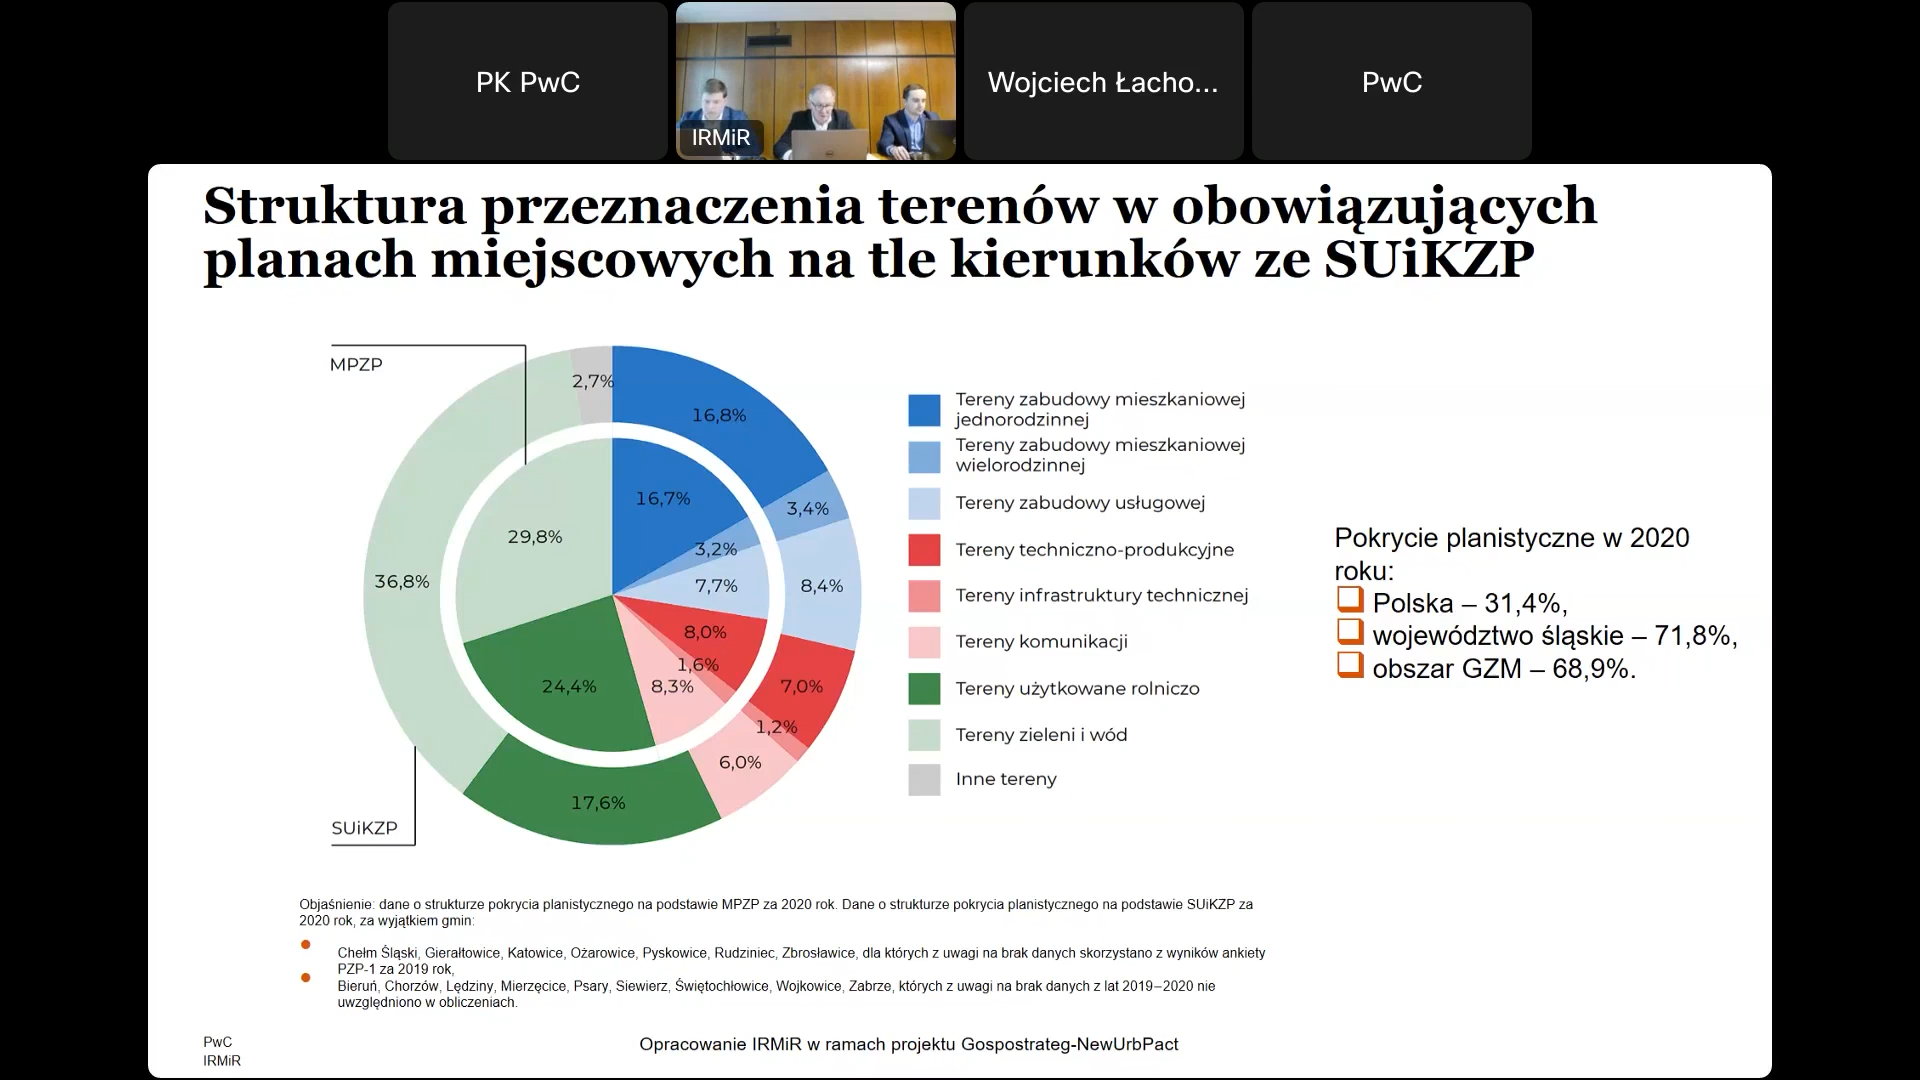 PK PwC
IRMiR
Wojciech Łacho...
PwC
Struktura przeznaczenia terenów w obowiązujących
planach miejscowych na tle kierunków ze SUiKZP
MPZP
2,7%
16,8%
3,4%
8,4%
7,0%
1,2%
6,0%
17,6%
36,8%
16,7%
3,2%
7,7%
8,0%
1,6%
8,3%
24,4%
29,8%
SUiKZP
Tereny zabudowy mieszkaniowej
jednorodzinnej
Tereny zabudowy mieszkaniowej
wielorodzinnej
Tereny zabudowy usługowej
Tereny techniczno-produkcyjne
Tereny infrastruktury technicznej
Tereny komunikacji
Tereny użytkowane rolniczo
Tereny zieleni i wód
Inne tereny
Pokrycie planistyczne w 2020
roku:
Polska – 31,4%,
województwo śląskie – 71,8%,
obszar GZM – 68,9%.
Objaśnienie: dane o strukturze pokrycia planistycznego na podstawie MPZP za 2020 rok. Dane o strukturze pokrycia planistycznego na podstawie SUiKZP za
2020 rok, za wyjątkiem gmin:
Chełm Śląski, Gierałtowice, Katowice, Ożarowice, Pyskowice, Rudziniec, Zbrosławice, dla których z uwagi na brak danych skorzystano z wyników ankiety
PZP-1 za 2019 rok,
Bieruń, Chorzów, Lędziny, Mierzęcice, Psary, Siewierz, Świętochłowice, Wojkowice, Zabrze, których z uwagi na brak danych z lat 2019–2020 nie
uwzględniono w obliczeniach.
PwC
IRMiR
Opracowanie IRMiR w ramach projektu Gospostrateg-NewUrbPact